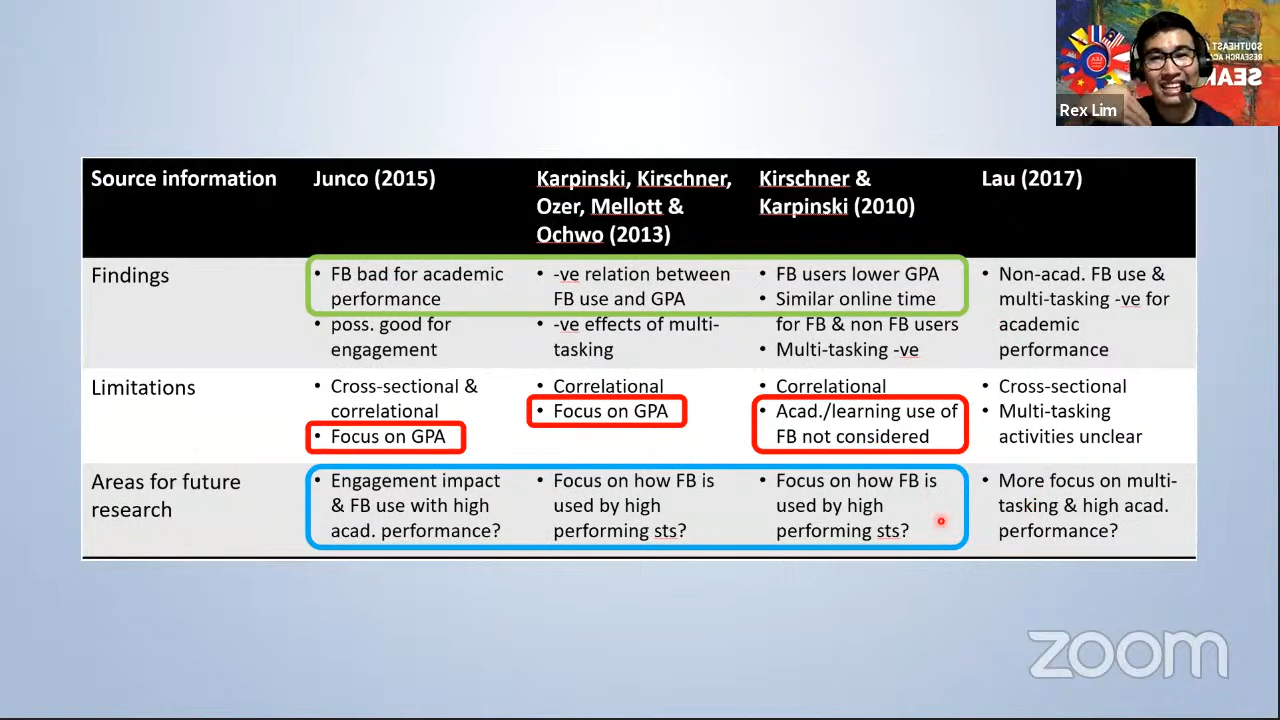 SOUTHEAST A
RESEARCH AC
SEA
Rex Lim
Source information
Junco (2015)
Karpinski, Kirschner,
Ozer, Mellott &
Ochwo (2013)
Kirschner &
Karpinski (2010)
Lau (2017)
Findings
• FB bad for academic
performance
• poss. good for
engagement
• -ve relation between
FB use and GPA
• -ve effects of multi-
tasking
• FB users lower GPA
• Similar online time
for FB & non FB users
• Multi-tasking -ve
• Non-acad. FB use &
multi-tasking -ve for
academic
performance
Limitations
• Cross-sectional &
correlational
• Focus on GPA
• Correlational
• Focus on GPA
• Correlational
• Acad./learning use of
FB not considered
• Cross-sectional
• Multi-tasking
activities unclear
Areas for future
research
• Engagement impact
& FB use with high
acad. performance?
• Focus on how FB is
used by high
performing sts?
• Focus on how FB is
used by high
performing sts?
• More focus on multi-
tasking & high acad.
performance?
zoom